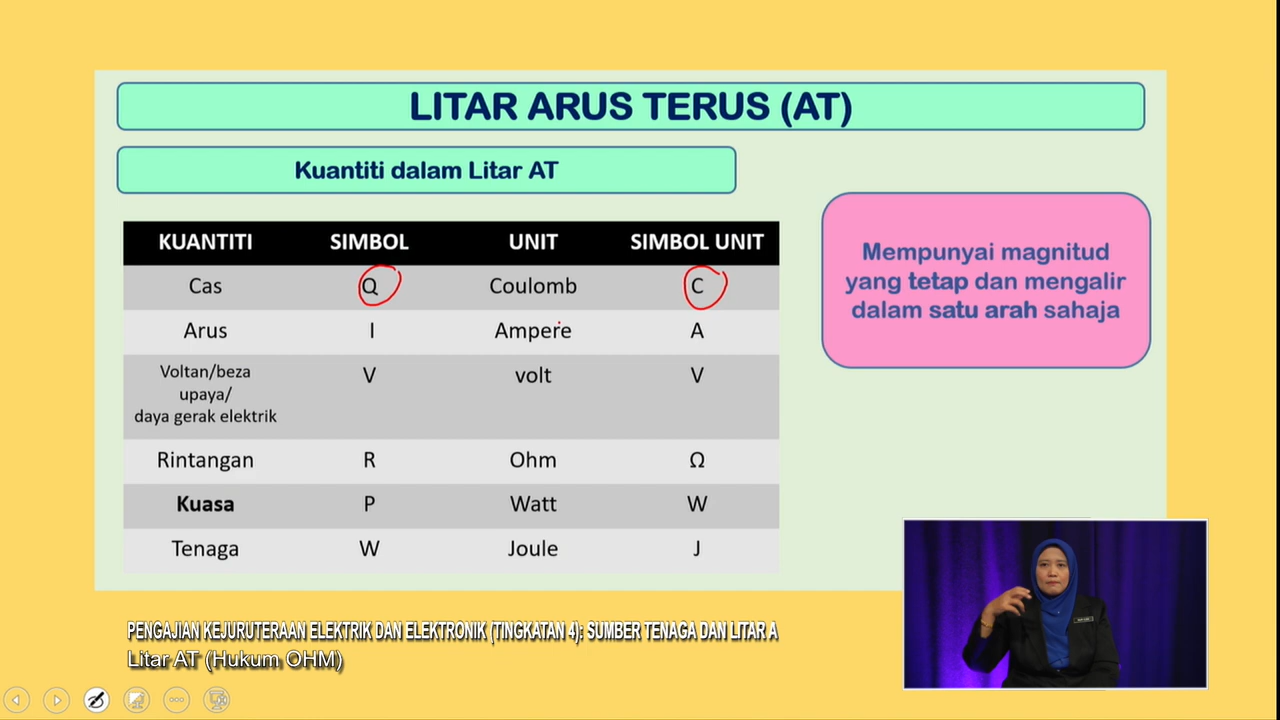 LITAR ARUS TERUS (AT)
Kuantiti dalam Litar AT
KUANTITI SIMBOL UNIT SIMBOL UNIT
Cas Q Coulomb C
Arus I Ampere A
Voltan/beza upaya/ daya gerak elektrik V volt V
Rintangan R Ohm Ω
Kuasa P Watt W
Tenaga W Joule J
Mempunyai magnitud
yang tetap dan mengalir
dalam satu arah sahaja
PENGAJIAN KEJURUTERAAN ELEKTRIK DAN ELEKTRONIK (TINGKATAN 4): SUMBER TENAGA DAN LITAR A
Litar AT (Hukum OHM)